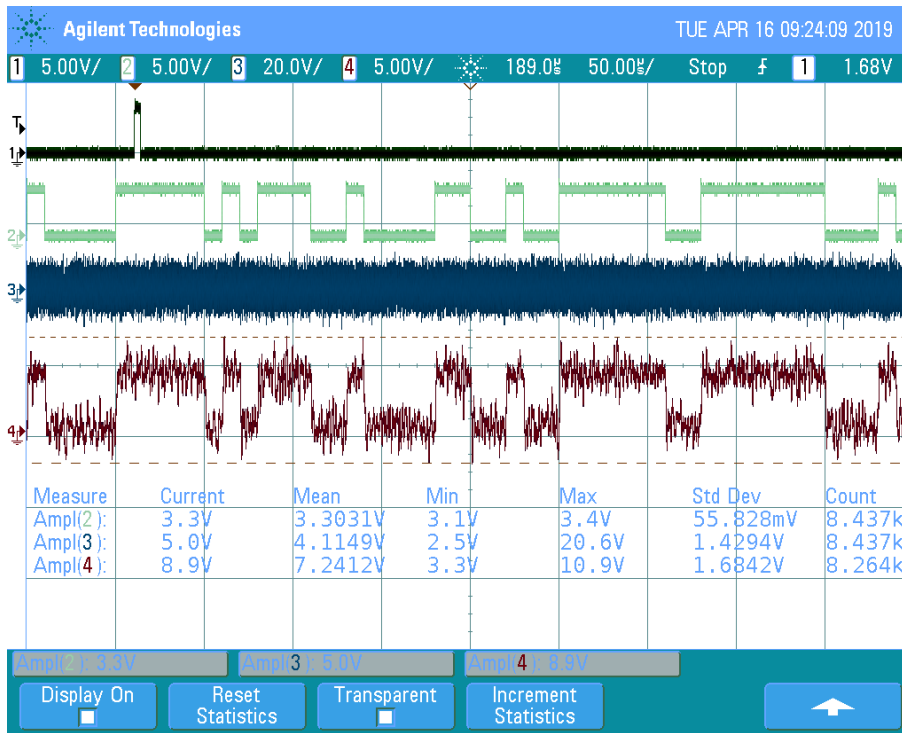 Agilent Technologies TUE APR 16 09:24:09 2019
1 5.00V/ 2 5.00V/ 3 20.0V/ 4 5.00V/ 189.0µs 50.00µs/ Stop 1 1.68V
T
1
2
3
4
Measure Current Mean Min Max Std Dev Count
Ampl(2): 3.3V 3.3031V 3.1V 3.4V 55.828mV 8.437k
Ampl(3): 5.0V 4.1149V 2.5V 20.6V 1.4294V 8.437k
Ampl(4): 8.9V 7.2412V 3.3V 10.9V 1.6842V 8.264k
Ampl(2): 3.3V Ampl(3): 5.0V Ampl(4): 8.9V
Display On Reset Statistics Transparent Increment Statistics